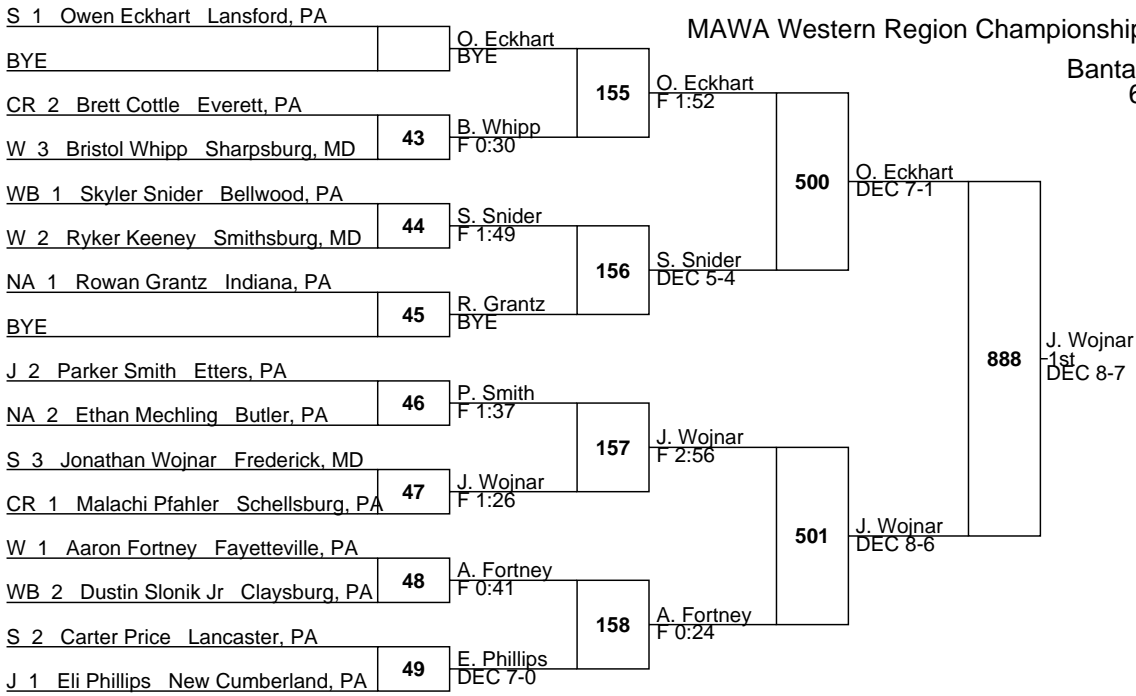 S 1 Owen Eckhart Lansford, PA
BYE
CR 2 Brett Cottle Everett, PA
W 3 Bristol Whipp Sharpsburg, MD
WB 1 Skyler Snider Bellwood, PA
W 2 Ryker Keeney Smithsburg, MD
NA 1 Rowan Grantz Indiana, PA
BYE
J 2 Parker Smith Etters, PA
NA 2 Ethan Mechling Butler, PA
S 3 Jonathan Wojnar Frederick, MD
CR 1 Malachi Pfahler Schellsburg, PA
W 1 Aaron Fortney Fayetteville, PA
WB 2 Dustin Slonik Jr Claysburg, PA
S 2 Carter Price Lancaster, PA
J 1 Eli Phillips New Cumberland, PA
43
44
45
46
47
48
49
O. Eckhart
BYE
B. Whipp
F 0:30
S. Snider
F 1:49
R. Grantz
BYE
P. Smith
F 1:37
J. Wojnar
F 1:26
A. Fortney
F 0:41
E. Phillips
DEC 7-0
155
156
157
158
O. Eckhart
F 1:52
S. Snider
DEC 5-4
J. Wojnar
F 2:56
A. Fortney
F 0:24
500
501
O. Eckhart
DEC 7-1
J. Wojnar
DEC 8-6
888
J. Wojnar
1st
DEC 8-7
MAWA Western Region Championship
Banta
6